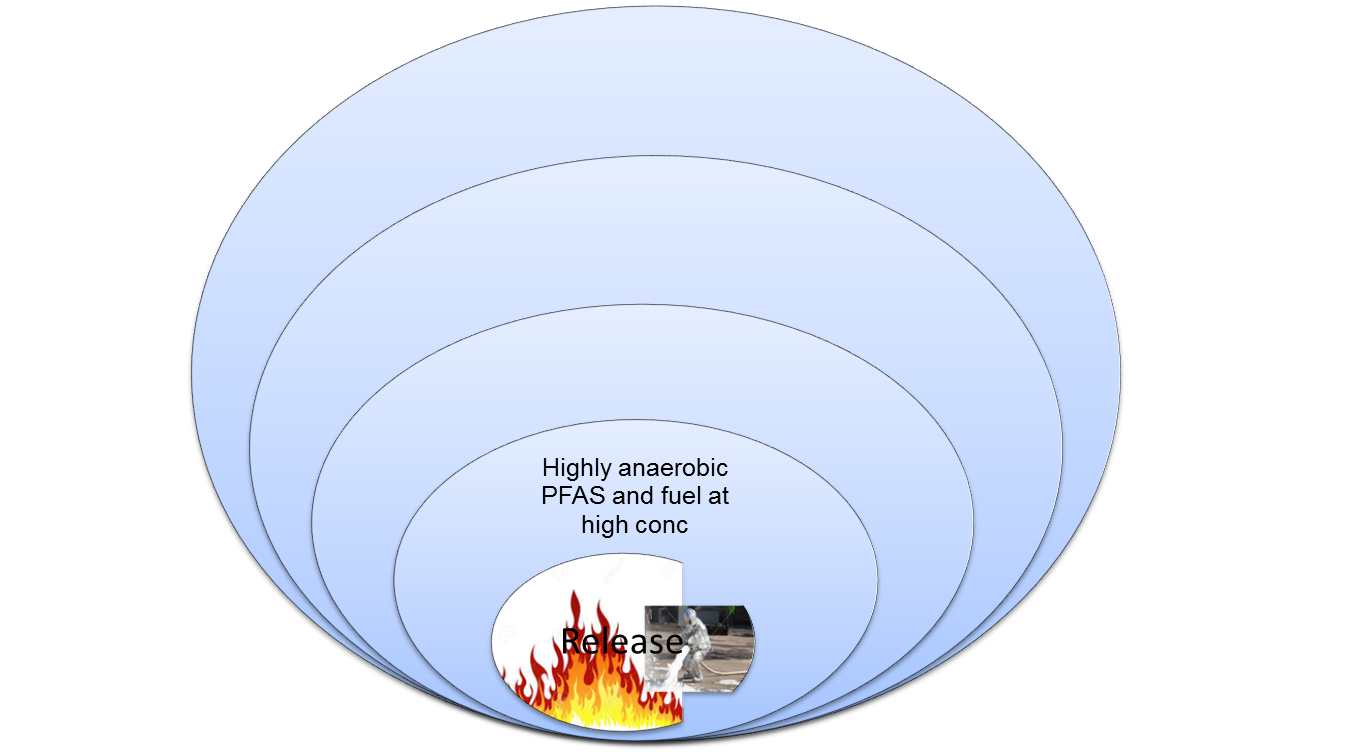 Highly anaerobic
PFAS and fuel at
high conc
Release